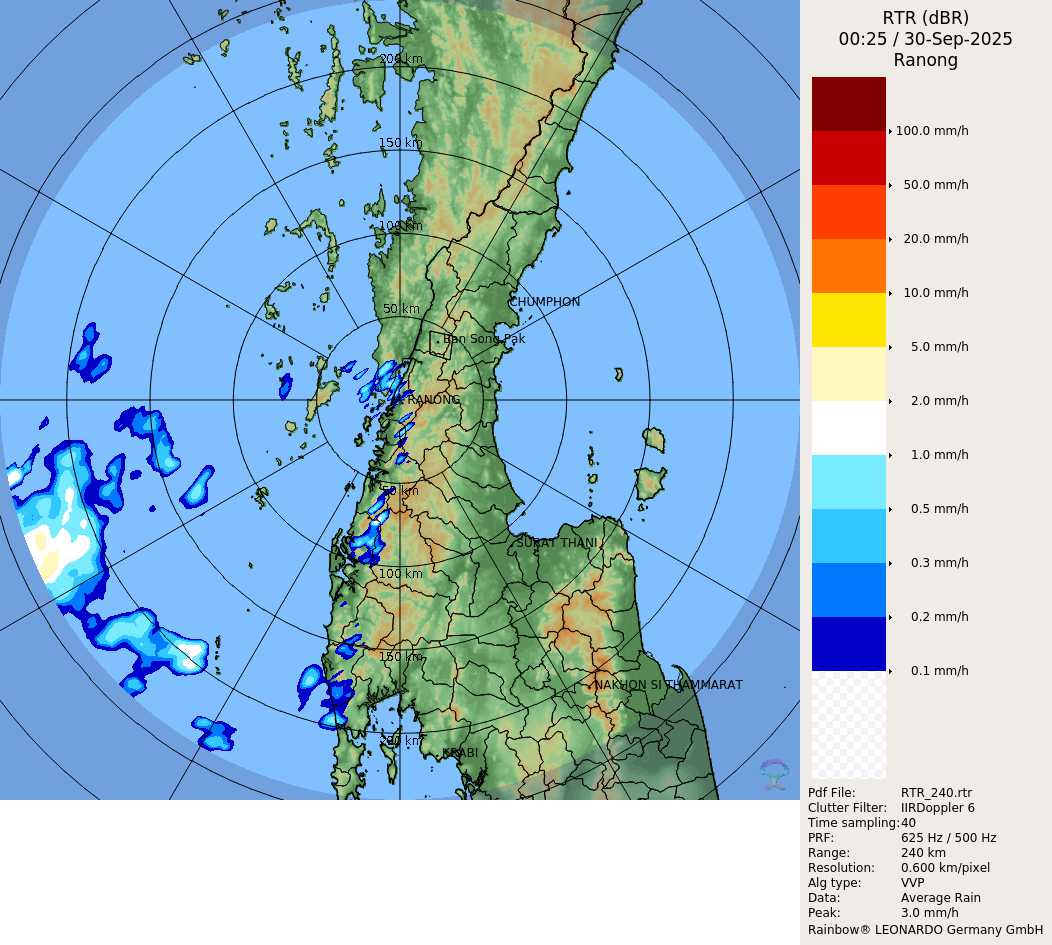 200 km
150 km
100 km
50 km
CHUMPHON
Ban Song Pak
RANONG
50 km
SURAT THANI
100 km
150 km
NAKHON SI THAMMARAT
200 km
KRABI
RTR (dBR)
00:25 / 30-Sep-2025
Ranong
100.0 mm/h
50.0 mm/h
20.0 mm/h
10.0 mm/h
5.0 mm/h
2.0 mm/h
1.0 mm/h
0.5 mm/h
0.3 mm/h
0.2 mm/h
0.1 mm/h
Pdf File: RTR_240.rtr
Clutter Filter: IIRDoppler 6
Time sampling: 40
PRF: 625 Hz / 500 Hz
Range: 240 km
Resolution: 0.600 km/pixel
Alg type: VVP
Data: Average Rain
Peak: 3.0 mm/h
Rainbow® LEONARDO Germany GmbH